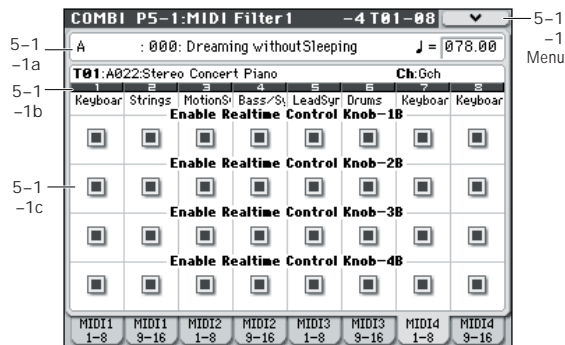 COMBI P5-1:MIDI Filter1 -4 T01-08
5-1 -1 Menu
5-1 -1a
A :000: Dreaming withoutSleeping ♩= 078.00
T01:A022:Stereo Concert Piano Ch:Gch
5-1 -1b
1 2 3 4 5 6 7 8
Keyboar Strings MotionS Bass/Sy LeadSyr Drums Keyboar Keyboar
Enable Realtime Control Knob-1B
Enable Realtime Control Knob-2B
5-1 -1c
Enable Realtime Control Knob-3B
Enable Realtime Control Knob-4B
MIDI1 1-8 MIDI1 9-16 MIDI2 1-8 MIDI2 9-16 MIDI3 1-8 MIDI3 9-16 MIDI4 1-8 MIDI4 9-16